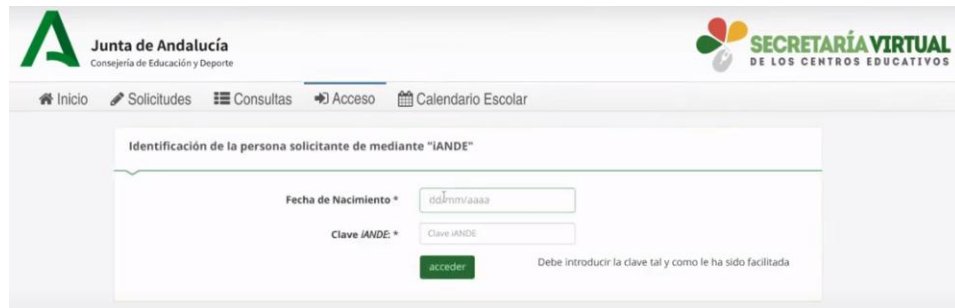 Junta de Andalucía
Consejería de Educación y Deporte
SECRETARÍA VIRTUAL
DE LOS CENTROS EDUCATIVOS
Inicio Solicitudes Consultas Acceso Calendario Escolar
Identificación de la persona solicitante de mediante "iANDE"
Fecha de Nacimiento * dd/mm/aaaa
Clave iANDE: * Clave iANDE
acceder Debe introducir la clave tal y como le ha sido facilitada